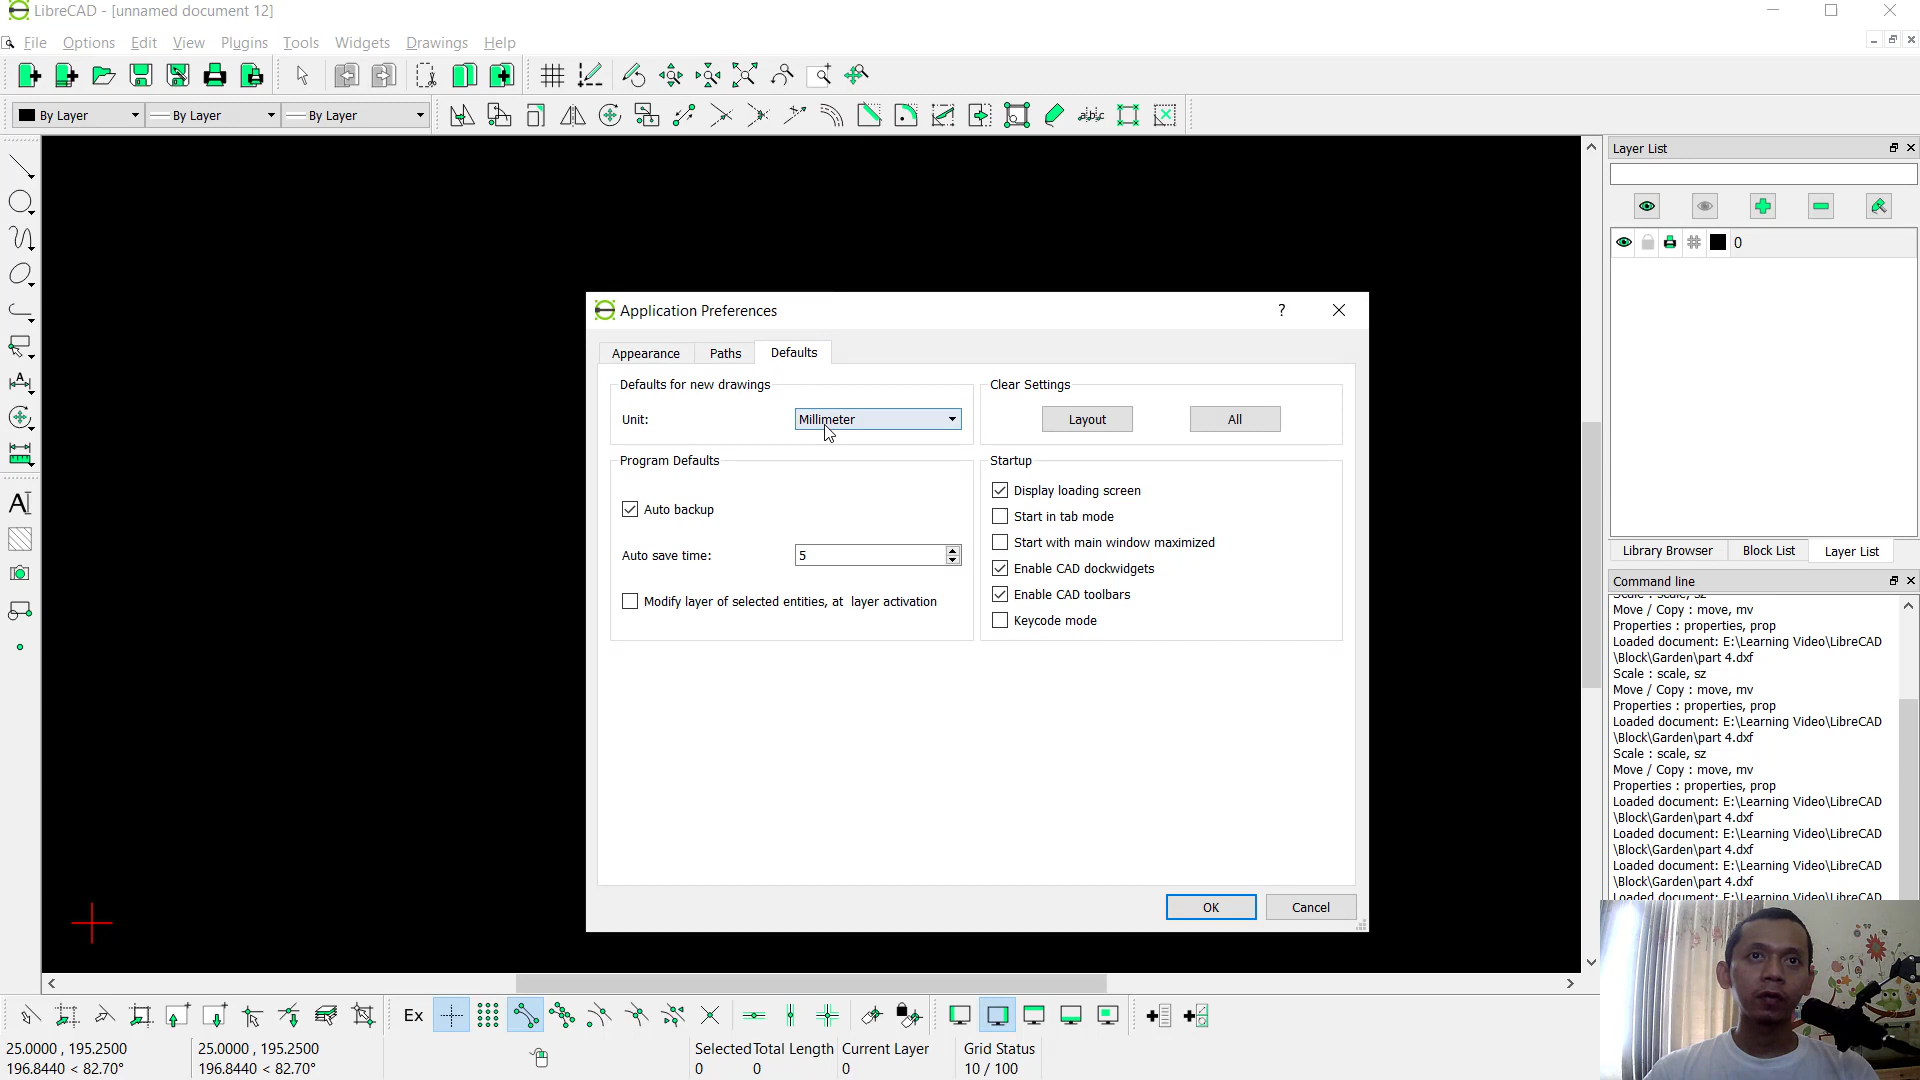 LibreCAD - [unnamed document 12]
File Options Edit View Plugins Tools Widgets Drawings Help
By Layer By Layer By Layer
Layer List
0
Application Preferences
Appearance Paths Defaults
Defaults for new drawings
Unit: Millimeter
Clear Settings
Layout All
Program Defaults
Auto backup
Auto save time: 5
Modify layer of selected entities, at layer activation
Startup
Display loading screen
Start in tab mode
Start with main window maximized
Enable CAD dockwidgets
Enable CAD toolbars
Keycode mode
OK Cancel
Library Browser Block List Layer List
Command line
Scale : scale, sz
Move / Copy : move, mv
Properties : properties, prop
Loaded document: E:\Learning Video\LibreCAD
\Block\Garden\part 4.dxf
Scale : scale, sz
Move / Copy : move, mv
Properties : properties, prop
Loaded document: E:\Learning Video\LibreCAD
\Block\Garden\part 4.dxf
Scale : scale, sz
Move / Copy : move, mv
Properties : properties, prop
Loaded document: E:\Learning Video\LibreCAD
\Block\Garden\part 4.dxf
Loaded document: E:\Learning Video\LibreCAD
\Block\Garden\part 4.dxf
Loaded document: E:\Learning Video\LibreCAD
\Block\Garden\part 4.dxf
Loaded document: E:\Learning Video\LibreCAD
Ex
25.0000 , 195.2500 25.0000 , 195.2500 Selected Total Length Current Layer Grid Status
196.8440 < 82.70° 196.8440 < 82.70° 0 0 0 10 / 100